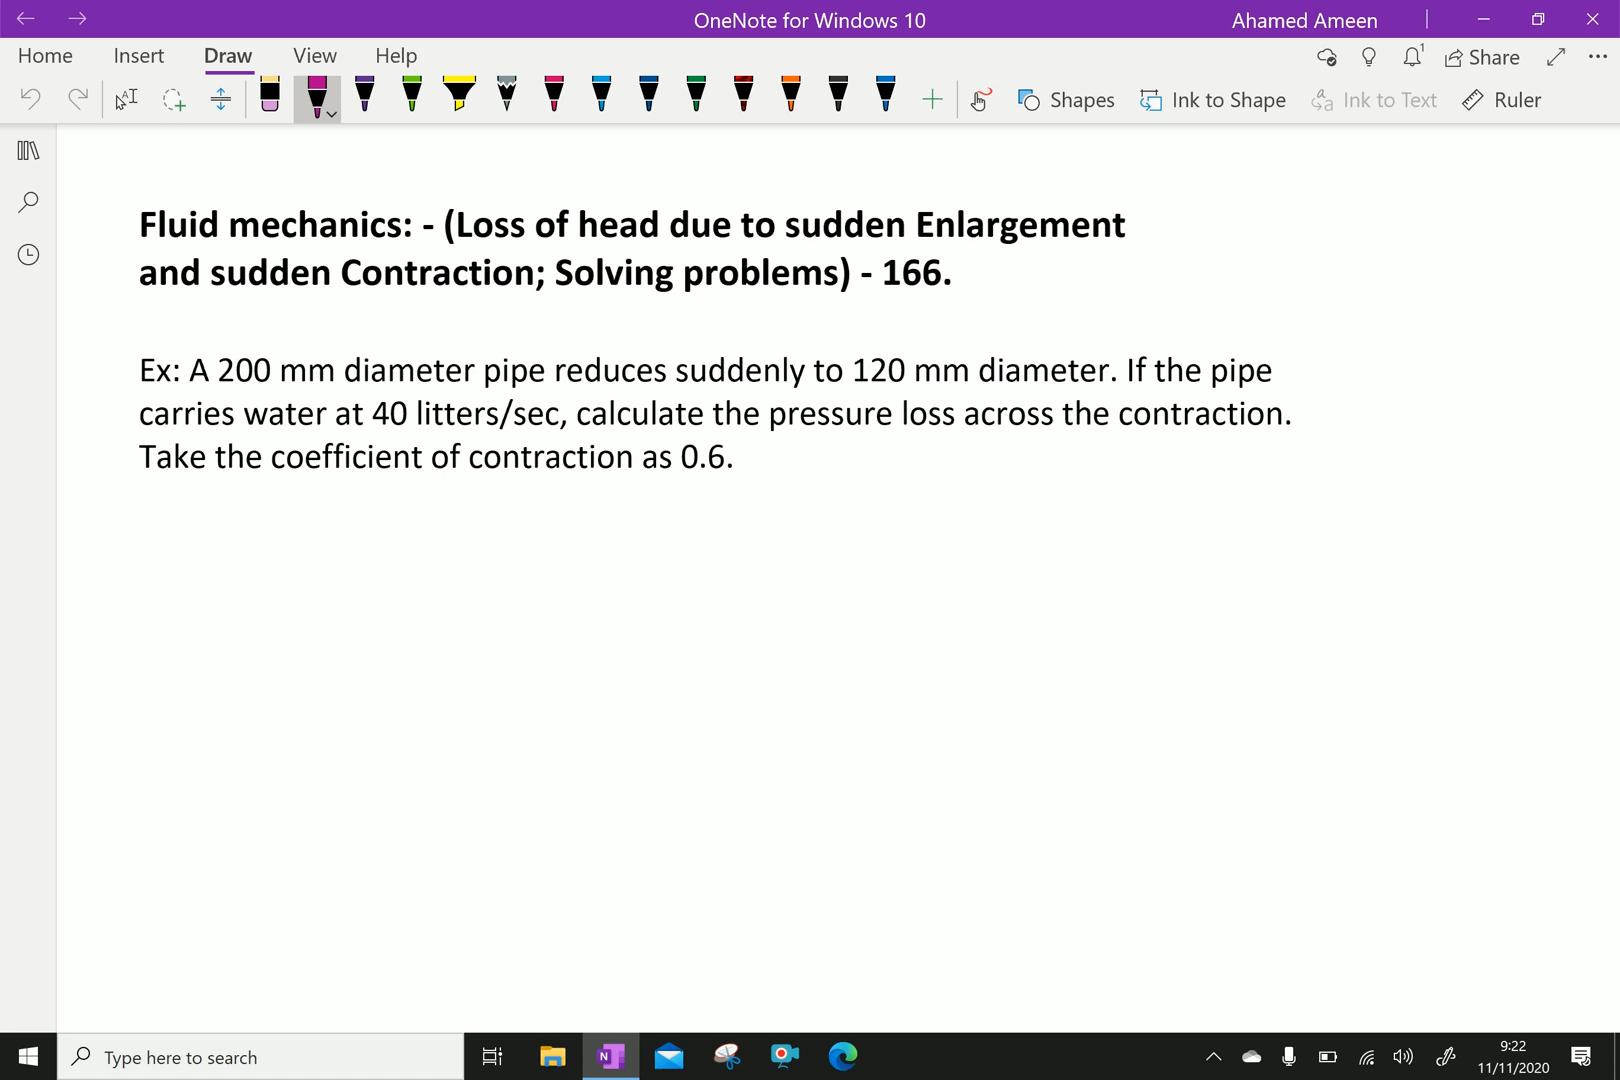 OneNote for Windows 10
Ahamed Ameen
Home Insert Draw View Help
1 Share
Shapes Ink to Shape Ink to Text Ruler
Fluid mechanics: - (Loss of head due to sudden Enlargement
and sudden Contraction; Solving problems) - 166.
Ex: A 200 mm diameter pipe reduces suddenly to 120 mm diameter. If the pipe
carries water at 40 litters/sec, calculate the pressure loss across the contraction.
Take the coefficient of contraction as 0.6.
Type here to search
9:22
11/11/2020